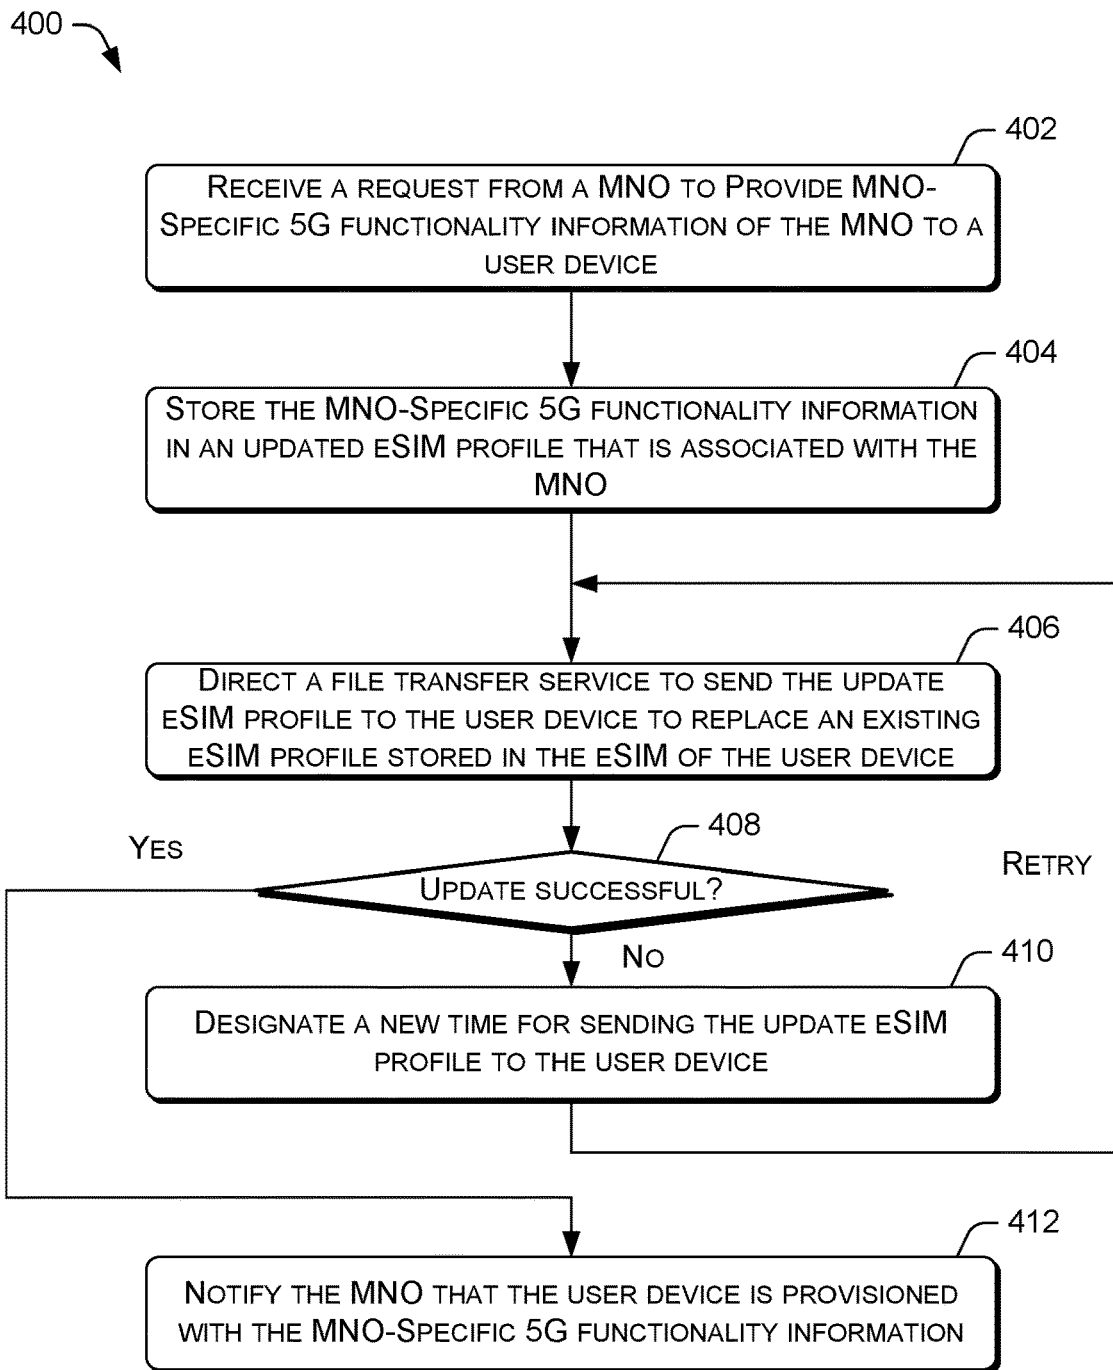 400
402
RECEIVE A REQUEST FROM A MNO TO PROVIDE MNO-
SPECIFIC 5G FUNCTIONALITY INFORMATION OF THE MNO TO A
USER DEVICE
404
STORE THE MNO-SPECIFIC 5G FUNCTIONALITY INFORMATION
IN AN UPDATED ESIM PROFILE THAT IS ASSOCIATED WITH THE
MNO
406
DIRECT A FILE TRANSFER SERVICE TO SEND THE UPDATE
ESIM PROFILE TO THE USER DEVICE TO REPLACE AN EXISTING
ESIM PROFILE STORED IN THE ESIM OF THE USER DEVICE
408
YES
RETRY
UPDATE SUCCESSFUL?
NO
410
DESIGNATE A NEW TIME FOR SENDING THE UPDATE ESIM
PROFILE TO THE USER DEVICE
412
NOTIFY THE MNO THAT THE USER DEVICE IS PROVISIONED
WITH THE MNO-SPECIFIC 5G FUNCTIONALITY INFORMATION